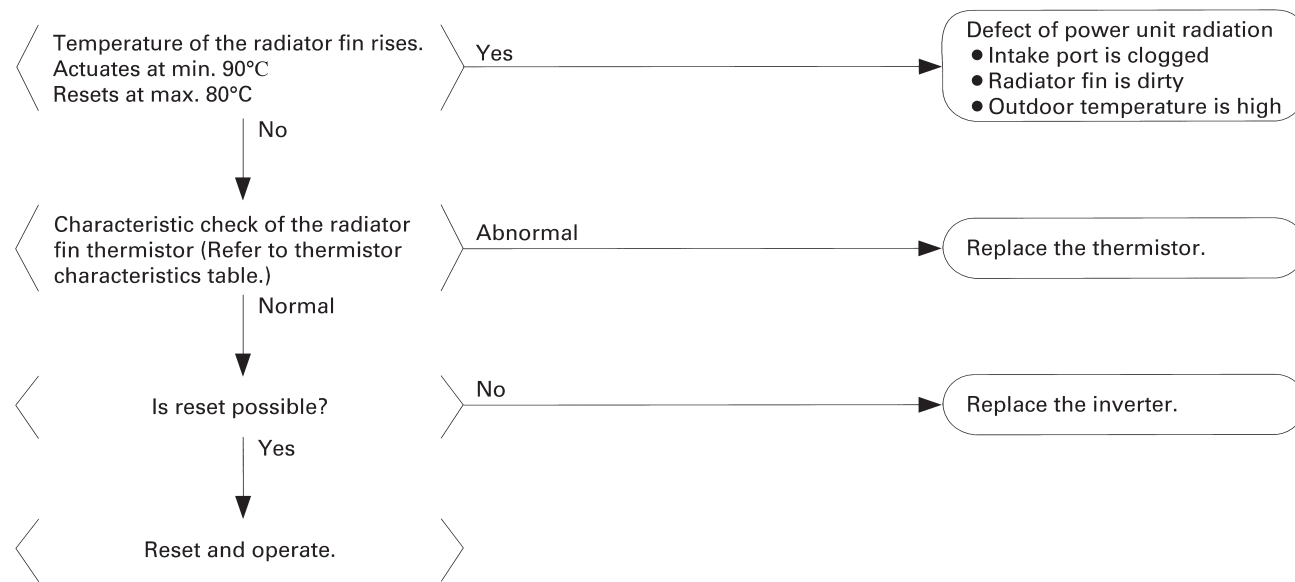 Temperature of the radiator fin rises.
Actuates at min. 90°C
Resets at max. 80°C
Yes
Defect of power unit radiation
● Intake port is clogged
● Radiator fin is dirty
● Outdoor temperature is high
No
Characteristic check of the radiator
fin thermistor (Refer to thermistor
characteristics table.)
Abnormal
Replace the thermistor.
Normal
Is reset possible?
No
Replace the inverter.
Yes
Reset and operate.